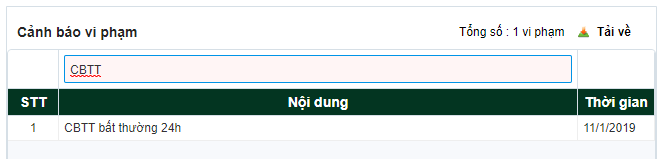 Cảnh báo vi phạm Tổng số : 1 vi phạm Tải về
CBTT
STT Nội dung Thời gian
1 CBTT bất thường 24h 11/1/2019